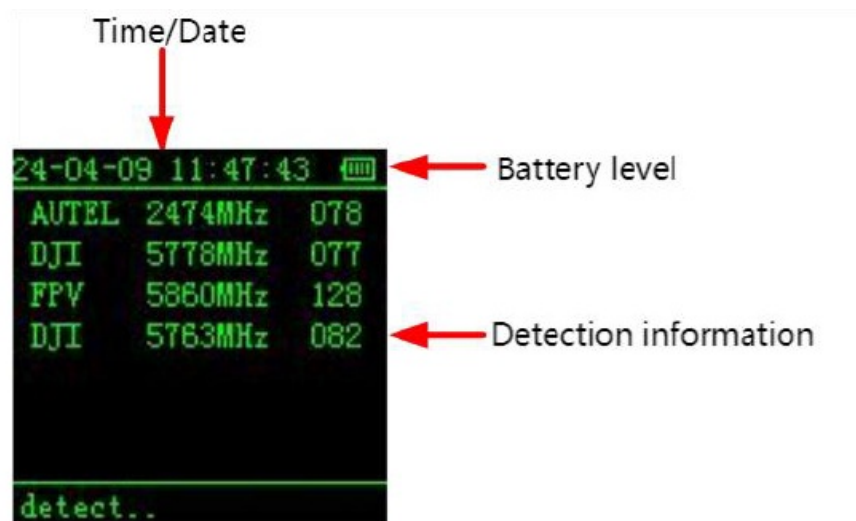 Time/Date
24-04-09 11:47:43
Battery level
AUTEL 2474MHz 078
DJI 5778MHz 077
FPV 5860MHz 128
DJI 5763MHz 082
Detection information
detect..